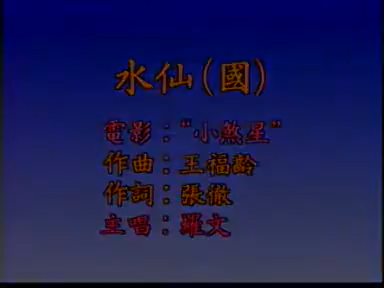 水仙(國)
電影："小煞星"
作曲：王福齡
作詞：張徹
主唱：羅文